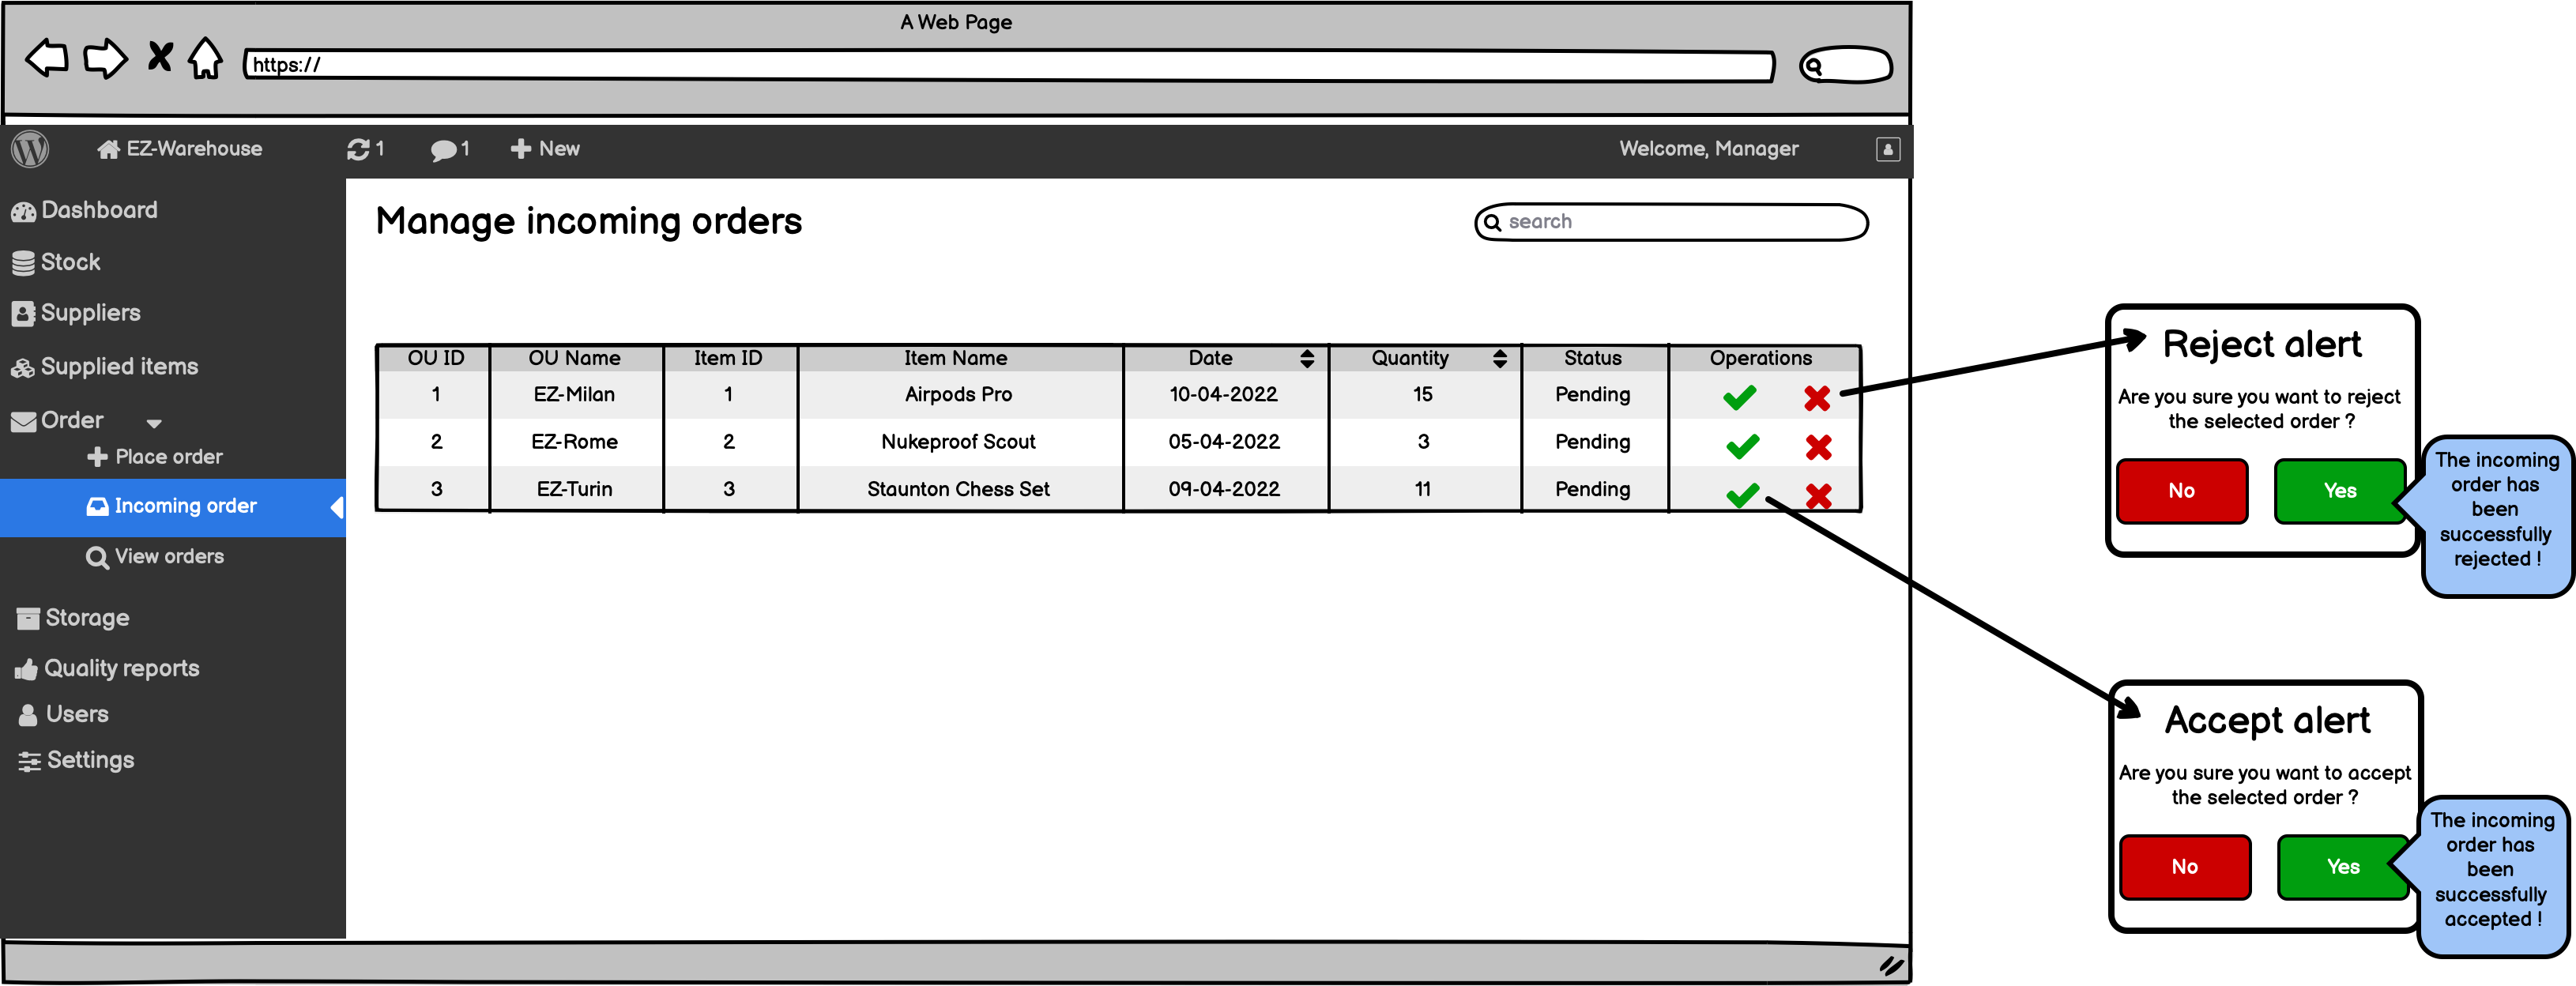 A Web Page
https://
EZ-Warehouse
1
1
New
Welcome, Manager
Dashboard
Stock
Suppliers
Supplied items
Order
Place order
Incoming order
View orders
Storage
Quality reports
Users
Settings
Manage incoming orders
search
OU ID OU Name Item ID Item Name Date Quantity Status Operations
1 EZ-Milan 1 Airpods Pro 10-04-2022 15 Pending
2 EZ-Rome 2 Nukeproof Scout 05-04-2022 3 Pending
3 EZ-Turin 3 Staunton Chess Set 09-04-2022 11 Pending
Reject alert
Are you sure you want to reject
the selected order ?
No
Yes
The incoming
order has
been
successfully
rejected !
Accept alert
Are you sure you want to accept
the selected order ?
No
Yes
The incoming
order has
been
successfully
accepted !